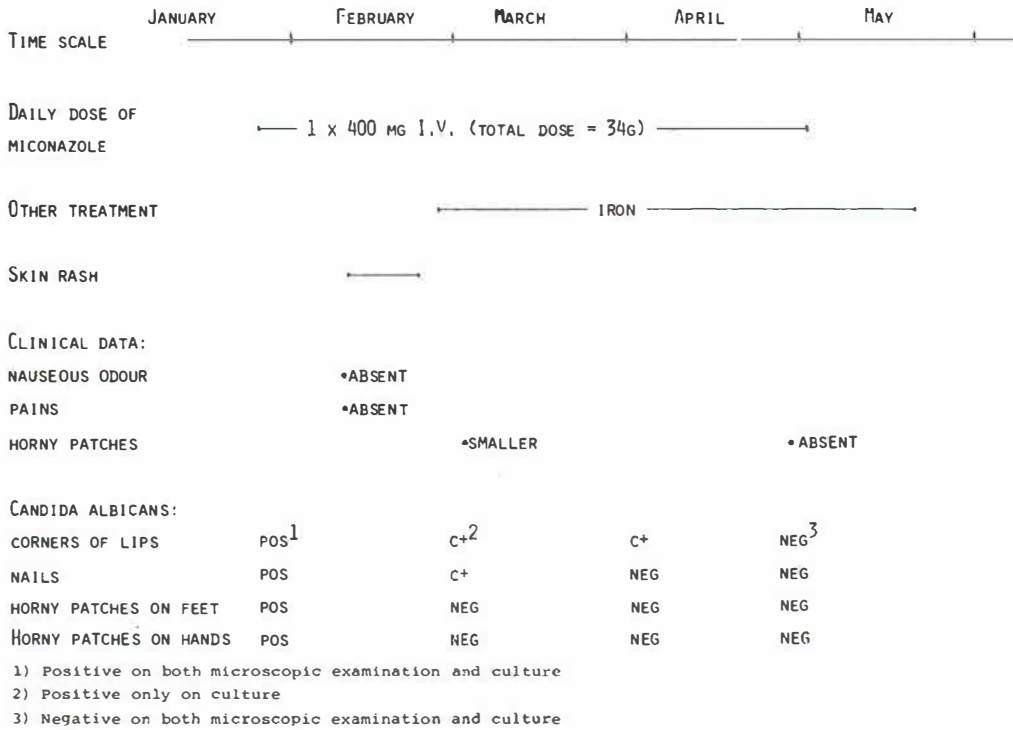 JANUARY FEBRUARY MARCH APRIL MAY
TIME SCALE
DAILY DOSE OF
MICONAZOLE
1 x 400 MG I.V. (TOTAL DOSE = 34G)
OTHER TREATMENT IRON
SKIN RASH
CLINICAL DATA:
NAUSEOUS ODOUR •ABSENT
PAINS •ABSENT
HORNY PATCHES •SMALLER •ABSENT
CANDIDA ALBICANS:
CORNERS OF LIPS POS1 C+2 C+ NEG3
NAILS POS C+ NEG NEG
HORNY PATCHES ON FEET POS NEG NEG NEG
HORNY PATCHES ON HANDS POS NEG NEG NEG
1) Positive on both microscopic examination and culture
2) Positive only on culture
3) Negative on both microscopic examination and culture